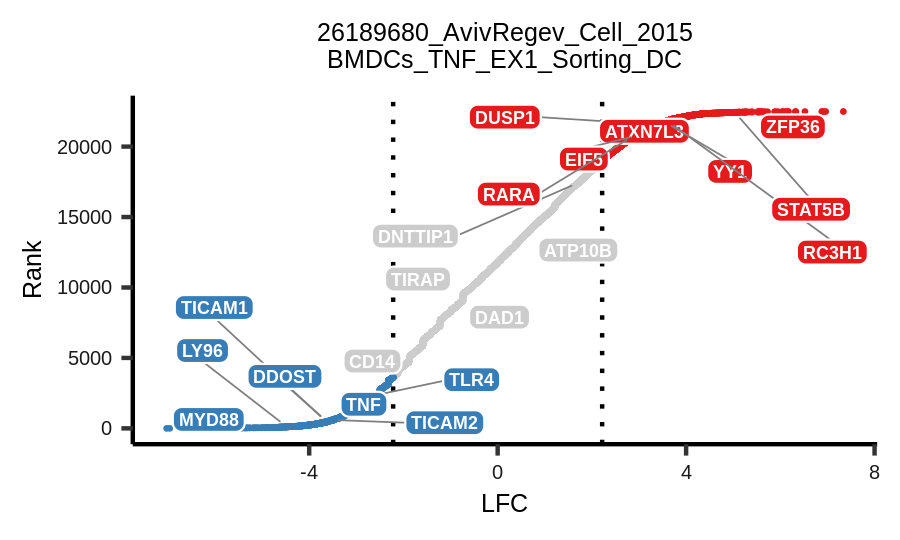 26189680_AvivRegev_Cell_2015
BMDCs_TNF_EX1_Sorting_DC
Rank
20000
15000
10000
5000
0
DUSP1
ATXN7L3
ZFP36
EIF5
YY1
RARA
STAT5B
DNTTIP1
ATP10B
RC3H1
TIRAP
TICAM1
DAD1
LY96
CD14
DDOST
TLR4
TNF
MYD88
TICAM2
-4
0
4
8
LFC